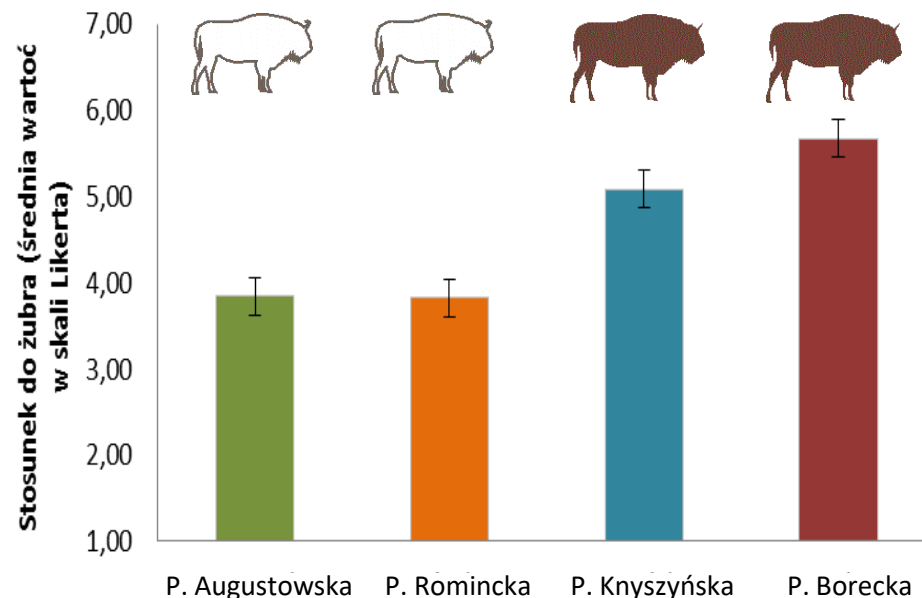 Stosunek do żubra (średnia wartoć
w skali Likerta)
7,00
6,00
5,00
4,00
3,00
2,00
1,00
P. Augustowska P. Romincka P. Knyszyńska P. Borecka